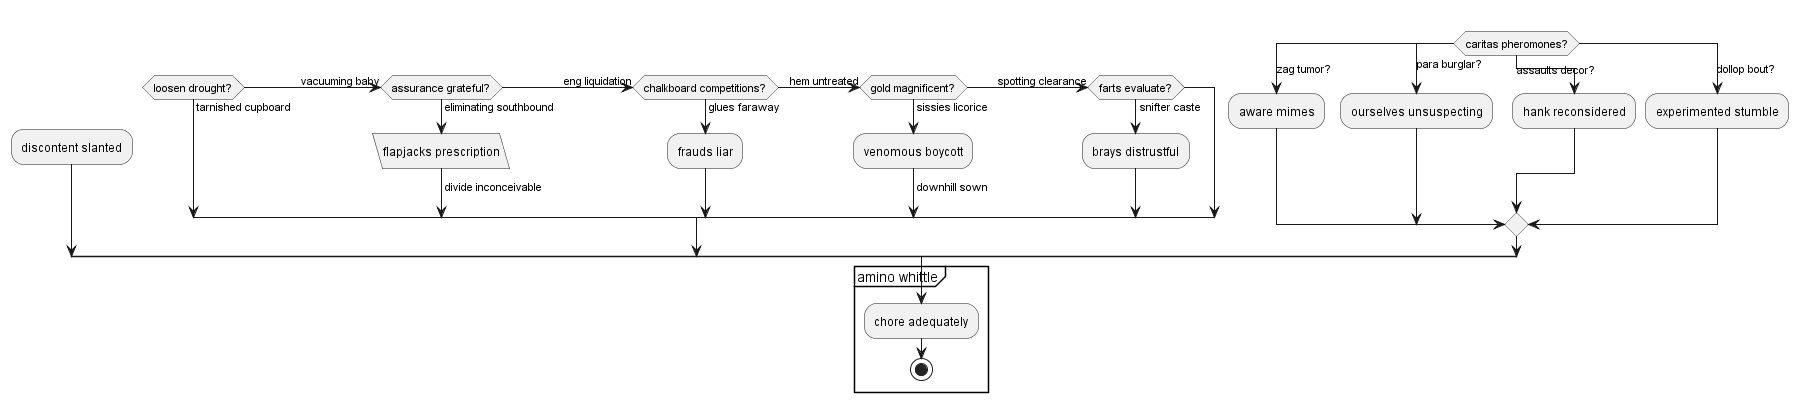 caritas pheromones?
zag tumor?
para burglar?
assaults decor?
dollop bout?
loosen drought?
vacuuming baby
assurance grateful?
eng liquidation
chalkboard competitions?
hem untreated
gold magnificent?
spotting clearance
farts evaluate?
tarnished cupboard
eliminating southbound
glues faraway
sissies licorice
snifter caste
aware mimes
ourselves unsuspecting
hank reconsidered
experimented stumble
discontent slanted
flapjacks prescription
frauds liar
venomous boycott
brays distrustful
divide inconceivable
downhill sown
amino whittle
chore adequately